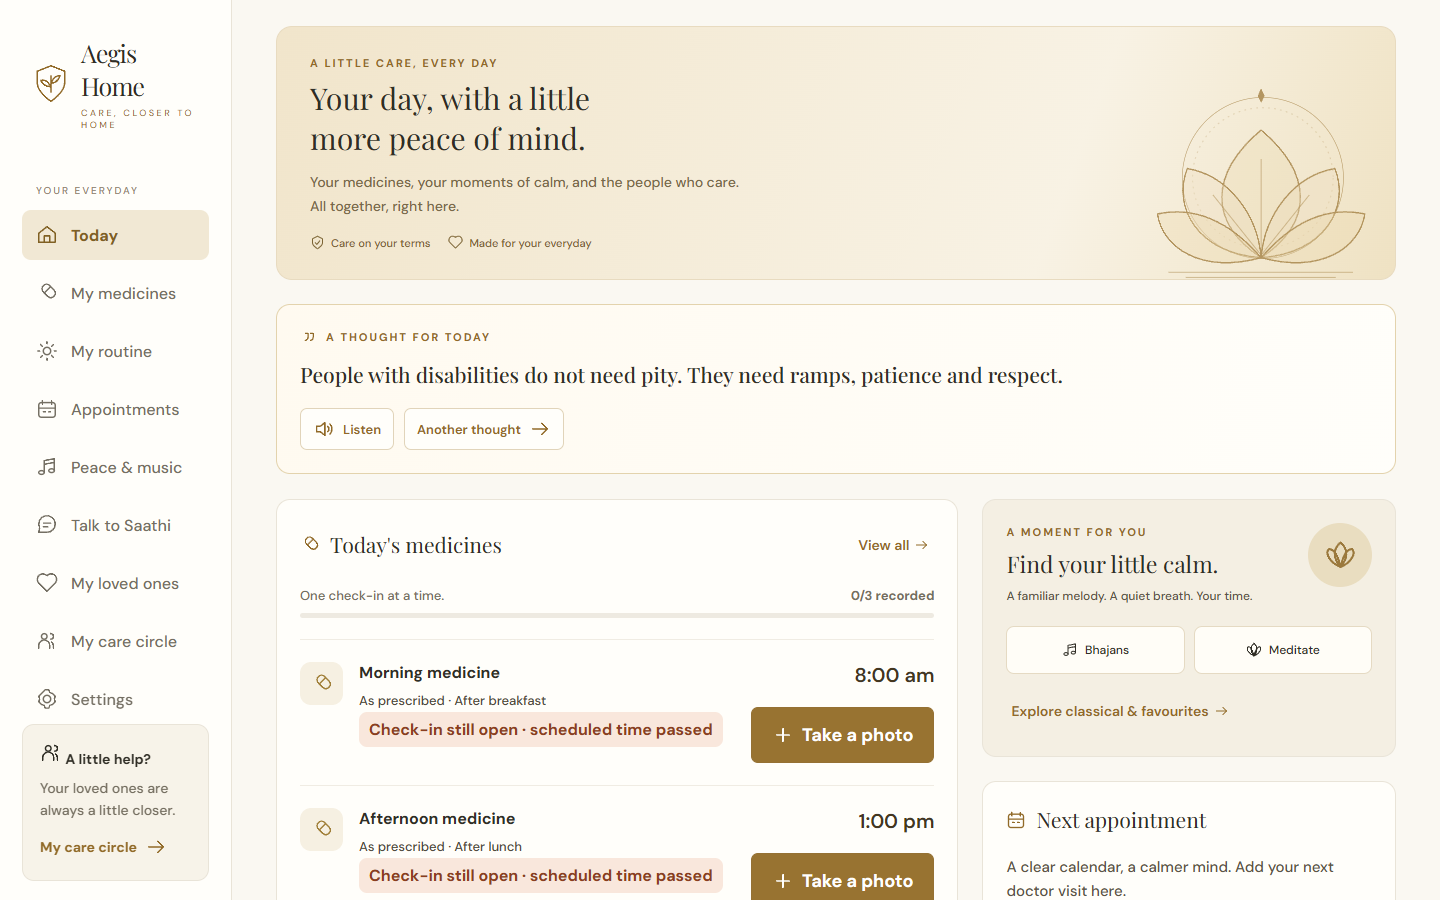 Aegis
Home
CARE, CLOSER TO
HOME
YOUR EVERYDAY
Today
My medicines
My routine
Appointments
Peace & music
Talk to Saathi
My loved ones
My care circle
Settings
A little help?
Your loved ones are
always a little closer.
My care circle
A LITTLE CARE, EVERY DAY
Your day, with a little
more peace of mind.
Your medicines, your moments of calm, and the people who care.
All together, right here.
Care on your terms
Made for your everyday
A THOUGHT FOR TODAY
People with disabilities do not need pity. They need ramps, patience and respect.
Listen
Another thought
Today's medicines
View all
One check-in at a time.
0/3 recorded
Morning medicine
8:00 am
As prescribed · After breakfast
Check-in still open · scheduled time passed
Take a photo
Afternoon medicine
1:00 pm
As prescribed · After lunch
Check-in still open · scheduled time passed
Take a photo
A MOMENT FOR YOU
Find your little calm.
A familiar melody. A quiet breath. Your time.
Bhajans
Meditate
Explore classical & favourites
Next appointment
A clear calendar, a calmer mind. Add your next
doctor visit here.